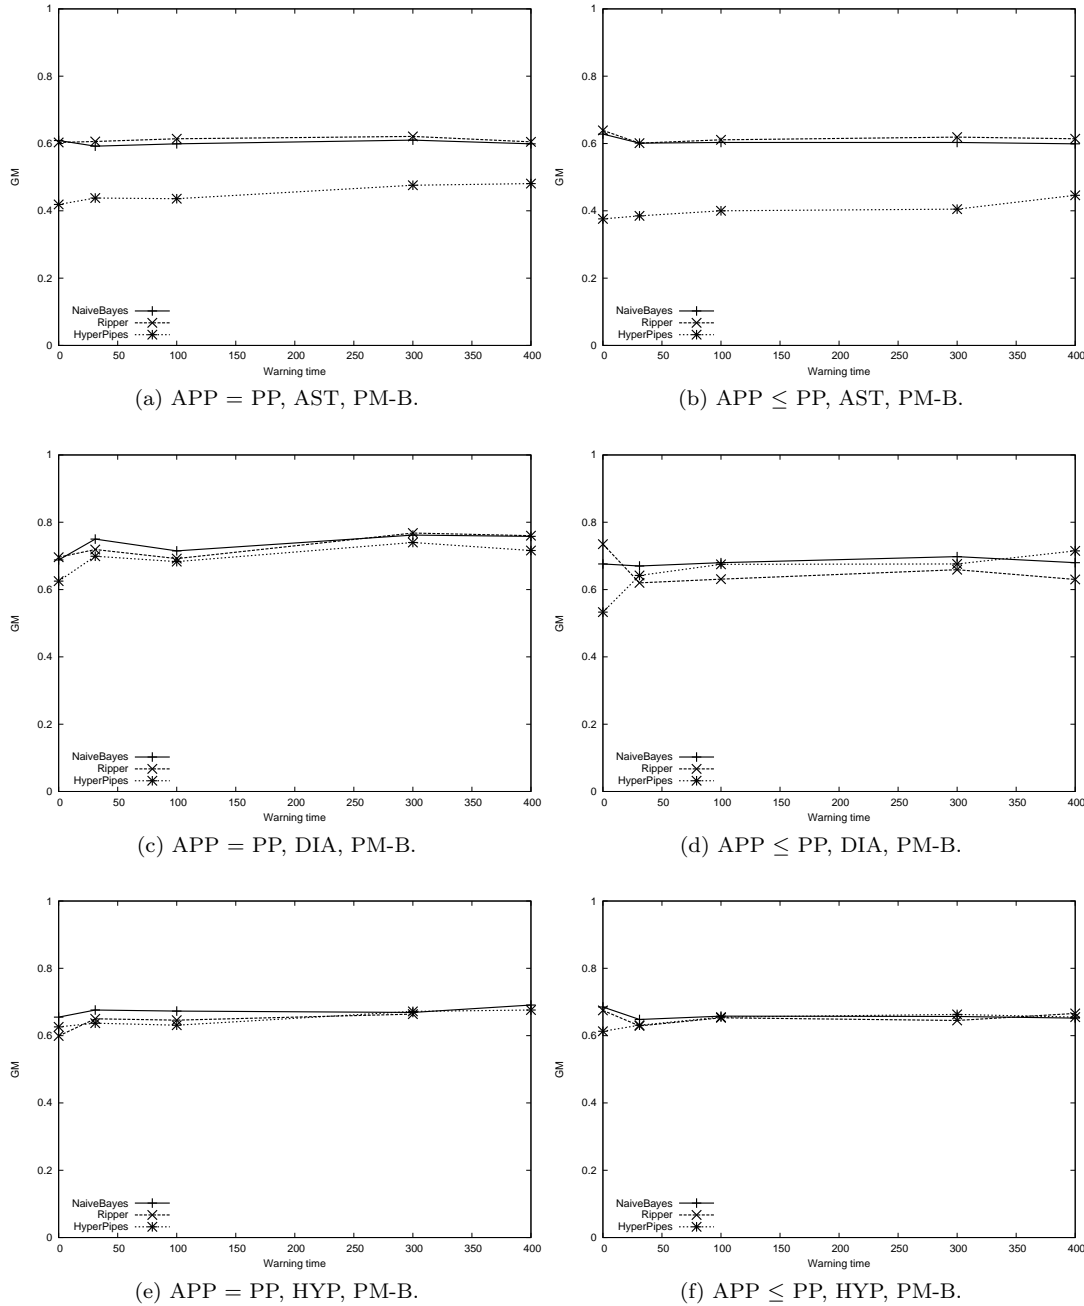 1
0.8
0.6
GM
0.4
0.2
NaiveBayes
Ripper
HyperPipes
0
0 50 100 150 200 250 300 350 400
Warning time
(a) APP = PP, AST, PM-B.
1
0.8
0.6
GM
0.4
0.2
NaiveBayes
Ripper
HyperPipes
0
0 50 100 150 200 250 300 350 400
Warning time
(b) APP ≤ PP, AST, PM-B.
1
0.8
0.6
GM
0.4
0.2
NaiveBayes
Ripper
HyperPipes
0
0 50 100 150 200 250 300 350 400
Warning time
(c) APP = PP, DIA, PM-B.
1
0.8
0.6
GM
0.4
0.2
NaiveBayes
Ripper
HyperPipes
0
0 50 100 150 200 250 300 350 400
Warning time
(d) APP ≤ PP, DIA, PM-B.
1
0.8
0.6
GM
0.4
0.2
NaiveBayes
Ripper
HyperPipes
0
0 50 100 150 200 250 300 350 400
Warning time
(e) APP = PP, HYP, PM-B.
1
0.8
0.6
GM
0.4
0.2
NaiveBayes
Ripper
HyperPipes
0
0 50 100 150 200 250 300 350 400
Warning time
(f) APP ≤ PP, HYP, PM-B.